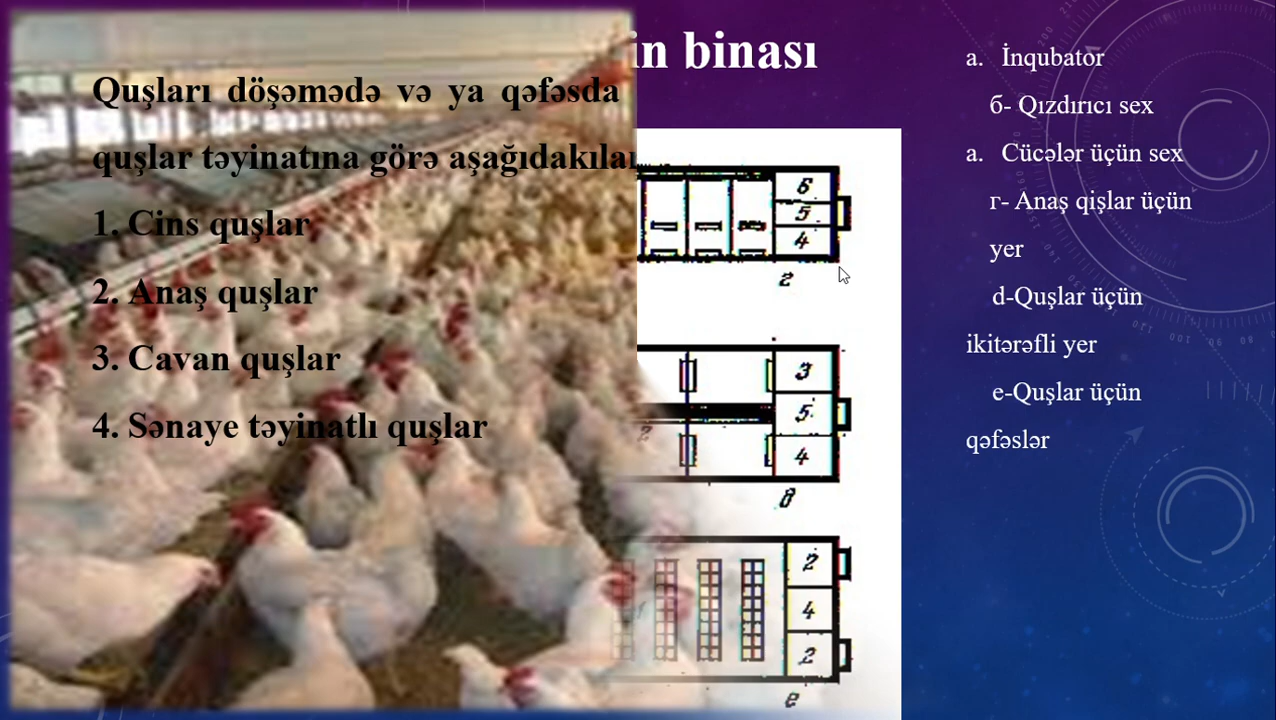 in binası
Quşları döşəmədə və ya qəfəsda
quşlar təyinatına görə aşağıdakılar
1. Cins quşlar
2. Anaş quşlar
3. Cavan quşlar
4. Sənaye təyinatlı quşlar
6
5
4
г
3
5
4
д
2
4
2
е
a. İnqubator
б- Qızdırıcı sex
a. Cücələr üçün sex
г- Anaş qişlar üçün
yer
d-Quşlar üçün
ikitərəfli yer
e-Quşlar üçün
qəfəslər